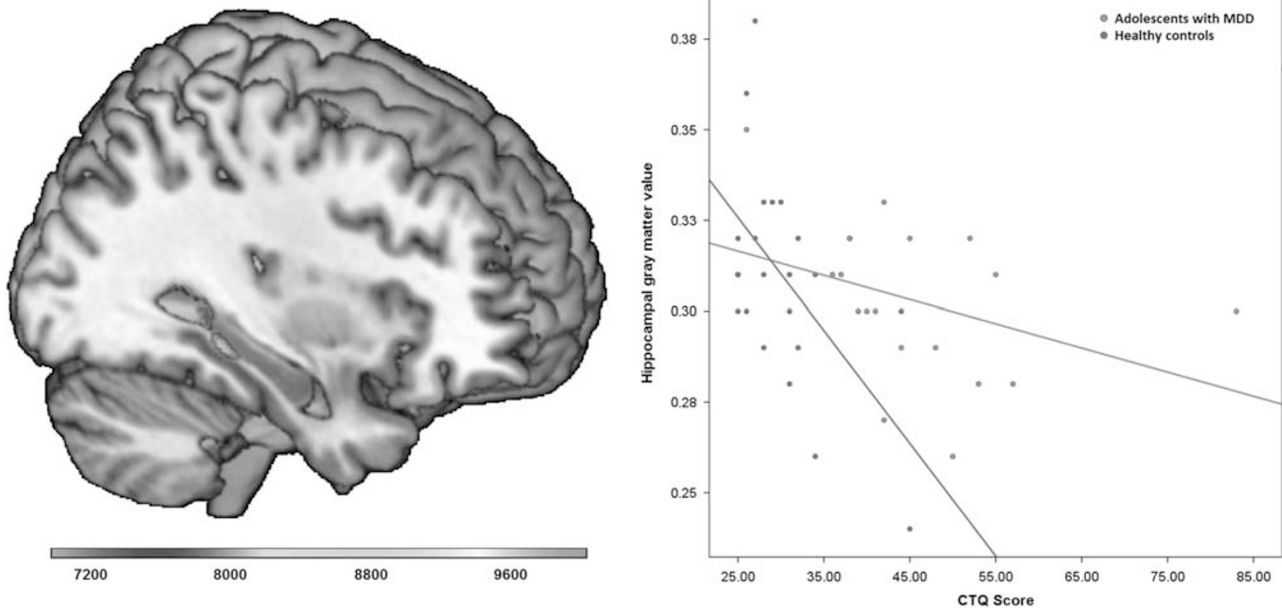 7200 8000 8800 9600
Adolescents with MDD
Healthy controls
Hippocampal gray matter value
0.38
0.35
0.33
0.30
0.28
0.25
25.00 35.00 45.00 55.00 65.00 75.00 85.00
CTQ Score